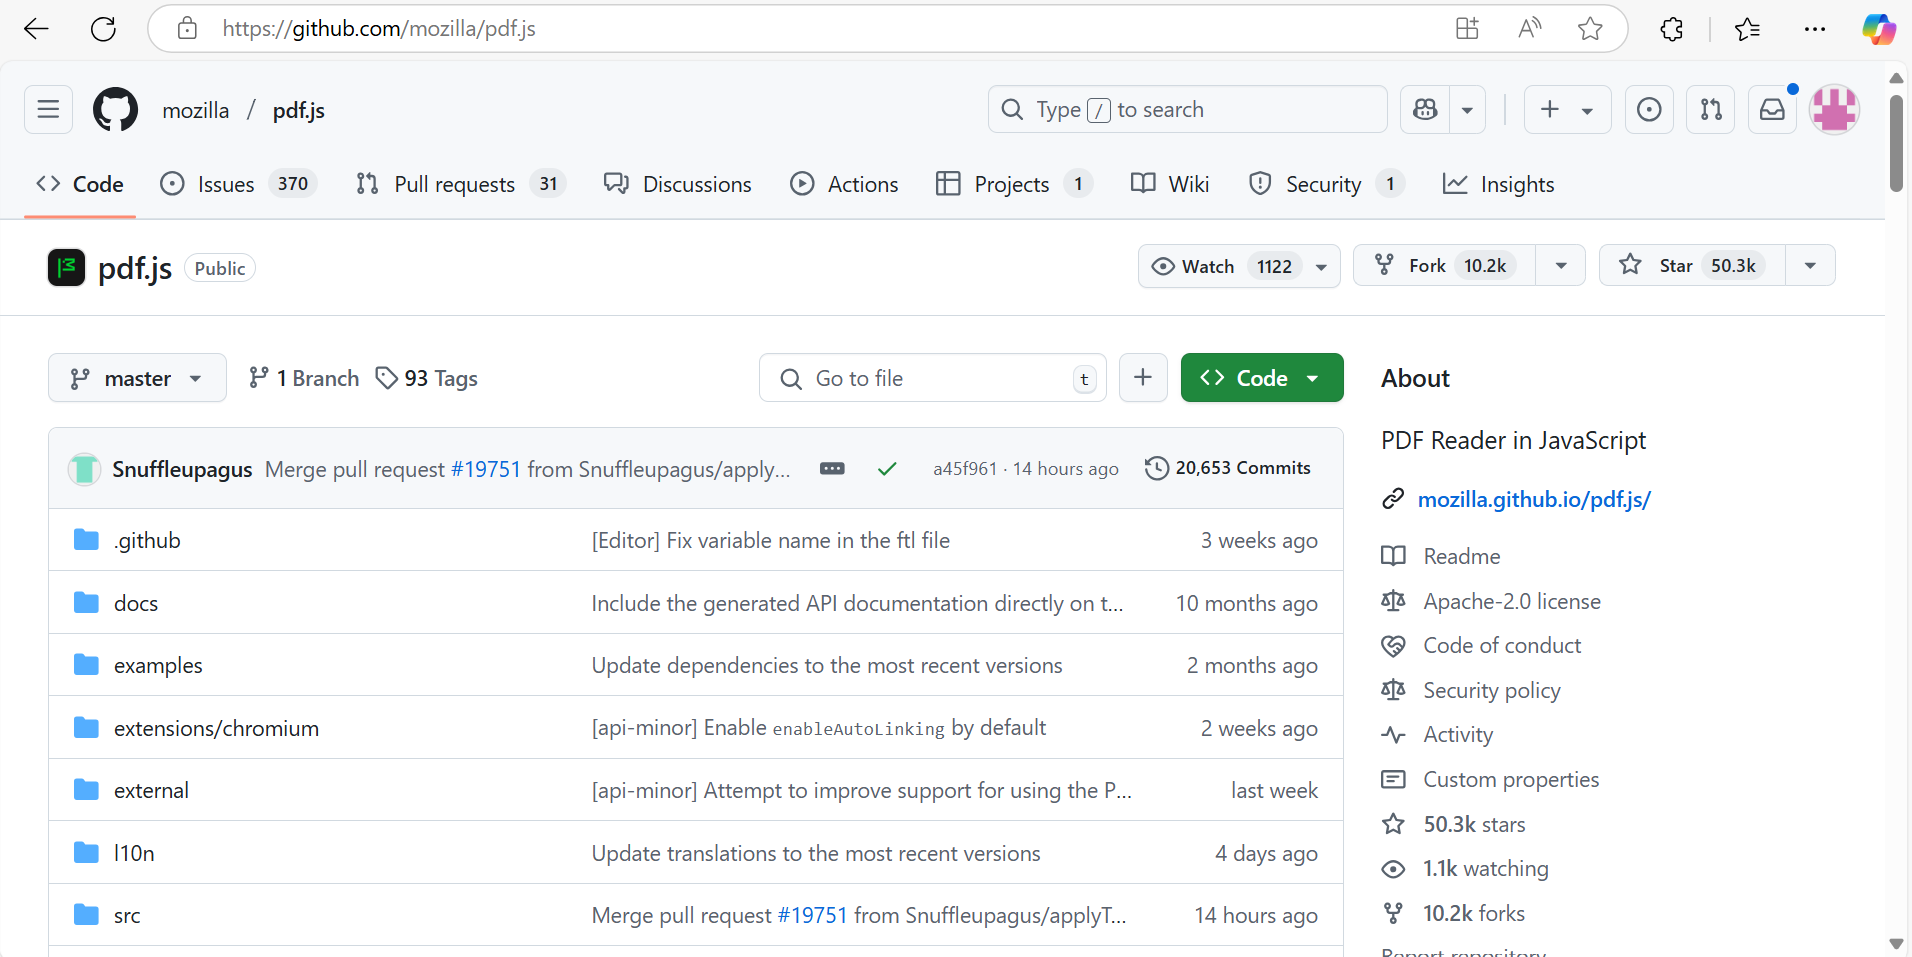 https://github.com/mozilla/pdf.js
mozilla / pdf.js
Type / to search
Code
Issues 370
Pull requests 31
Discussions
Actions
Projects 1
Wiki
Security 1
Insights
pdf.js Public
Watch 1122
Fork 10.2k
Star 50.3k
master
1 Branch
93 Tags
Go to file t
Code
Snuffleupagus Merge pull request #19751 from Snuffleupagus/apply... a45f961 · 14 hours ago 20,653 Commits
.github [Editor] Fix variable name in the ftl file 3 weeks ago
docs Include the generated API documentation directly on t... 10 months ago
examples Update dependencies to the most recent versions 2 months ago
extensions/chromium [api-minor] Enable enableAutoLinking by default 2 weeks ago
external [api-minor] Attempt to improve support for using the P... last week
l10n Update translations to the most recent versions 4 days ago
src Merge pull request #19751 from Snuffleupagus/applyT... 14 hours ago
About
PDF Reader in JavaScript
mozilla.github.io/pdf.js/
Readme
Apache-2.0 license
Code of conduct
Security policy
Activity
Custom properties
50.3k stars
1.1k watching
10.2k forks
Report repository